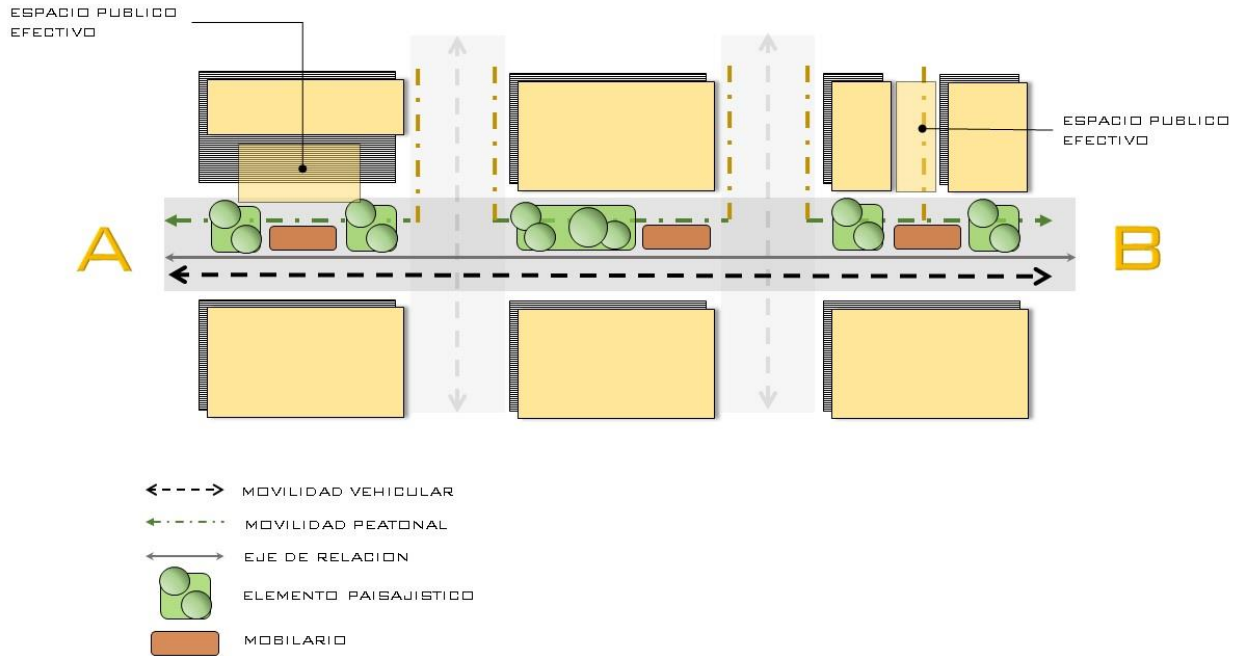 ESPACIO PUBLICO
EFECTIVO
ESPACIO PUBLICO
EFECTIVO
A
B
MOVILIDAD VEHICULAR
MOVILIDAD PEATONAL
EJE DE RELACION
ELEMENTO PAISAJISTICO
MOBILARIO